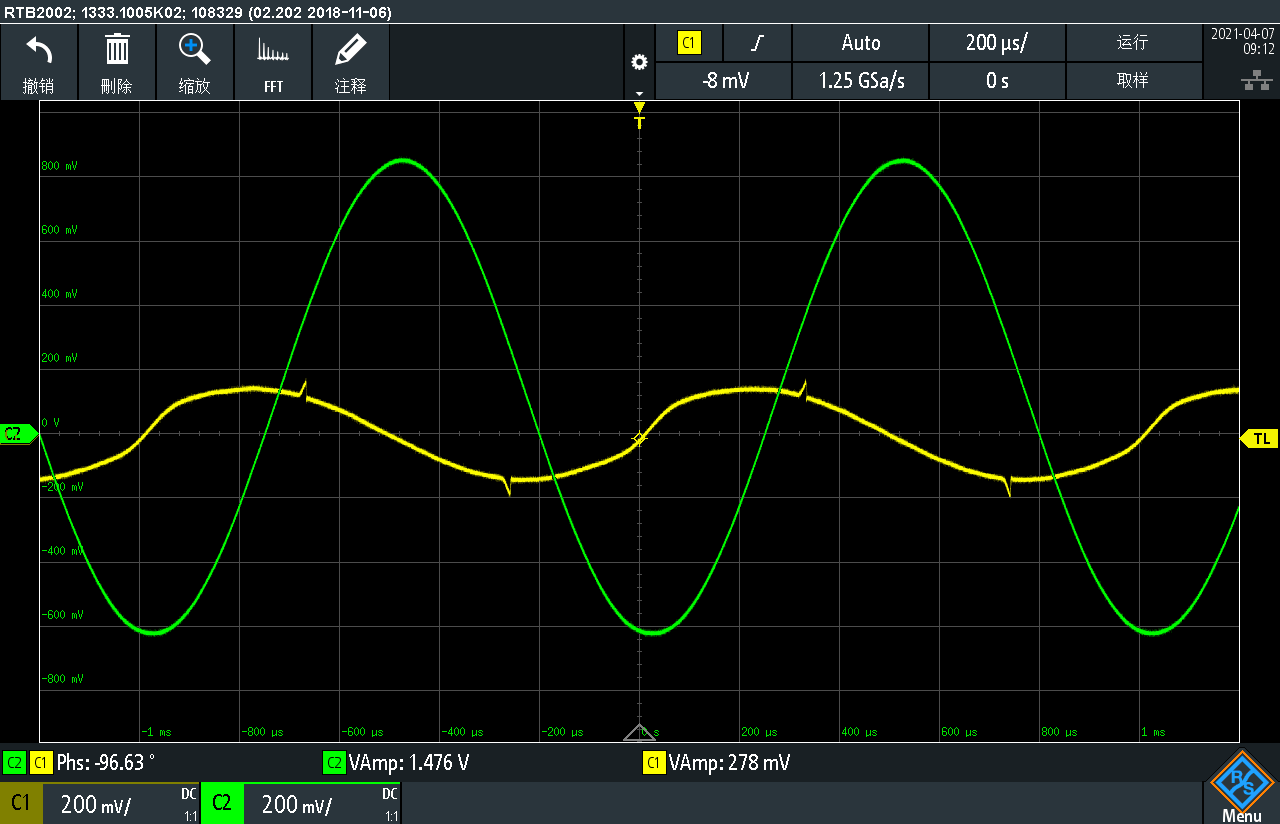 RTB2002; 1333.1005K02; 108329 (02.202 2018-11-06)
撤销 刪除 缩放 FFT 注释
C1 Auto 200 µs/ 运行
-8 mV 1.25 GSa/s 0 s 取样
2021-04-07
09:12
T
800 mV
600 mV
400 mV
200 mV
0 V
C2
TL
-200 mV
-400 mV
-600 mV
-800 mV
-1 ms -800 µs -600 µs -400 µs -200 µs 0 s 200 µs 400 µs 600 µs 800 µs 1 ms
C2 C1 Phs: -96.63 ° C2 VAmp: 1.476 V C1 VAmp: 278 mV
C1 200 mV/ DC 1:1 C2 200 mV/ DC 1:1
R S
Menu